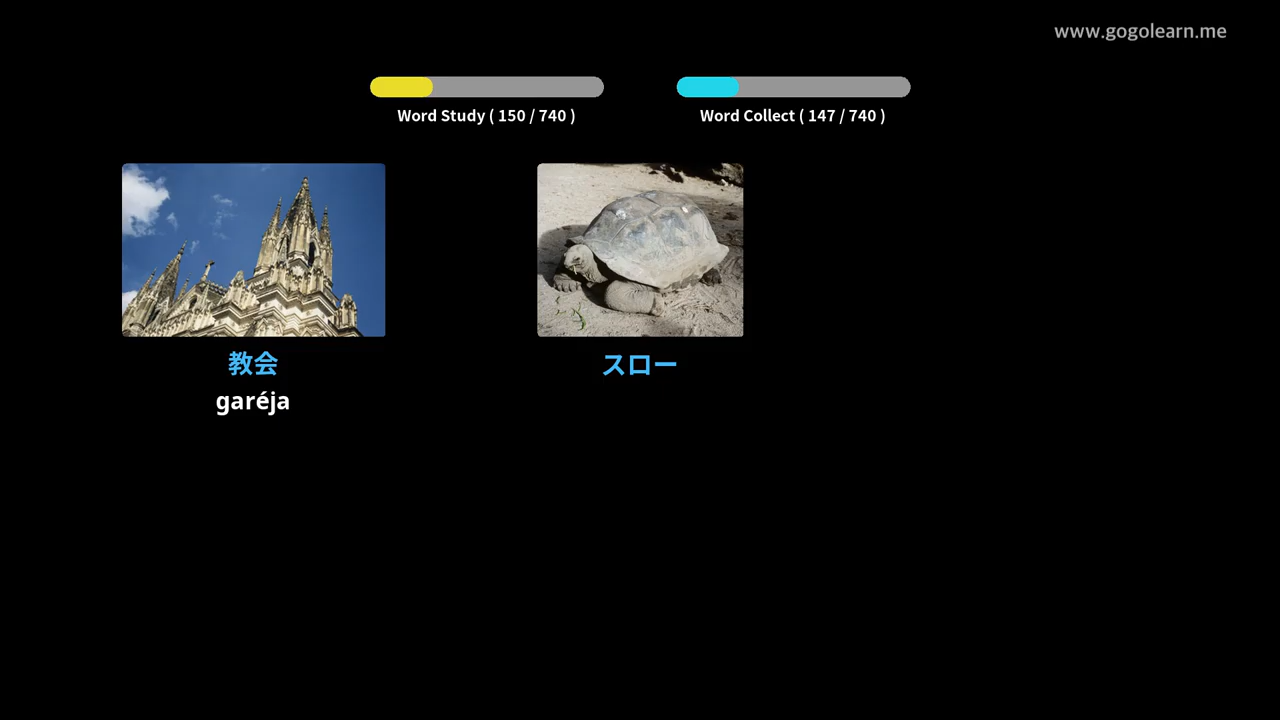 www.gogolearn.me
Word Study ( 150 / 740 )
Word Collect ( 147 / 740 )
教会
スロー
garéja